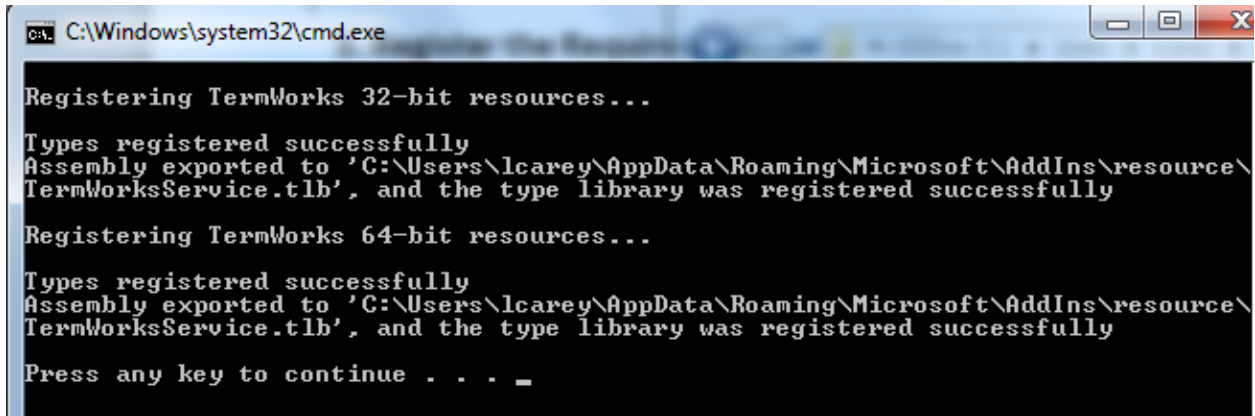 C:\Windows\system32\cmd.exe
Registering TermWorks 32-bit resources...
Types registered successfully
Assembly exported to 'C:\Users\lcarey\AppData\Roaming\Microsoft\AddIns\resource\
TermWorksService.tlb', and the type library was registered successfully
Registering TermWorks 64-bit resources...
Types registered successfully
Assembly exported to 'C:\Users\lcarey\AppData\Roaming\Microsoft\AddIns\resource\
TermWorksService.tlb', and the type library was registered successfully
Press any key to continue . . . _